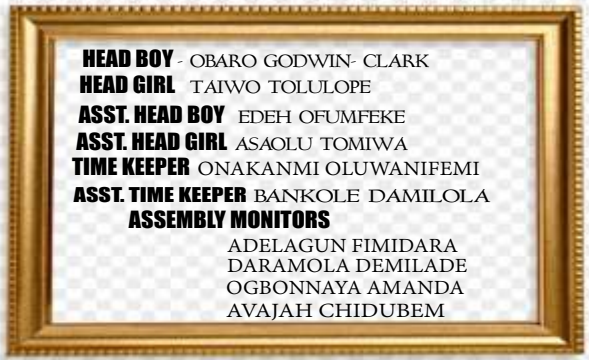 HEAD BOY - OBARO GODWIN- CLARK
HEAD GIRL TAIWO TOLULOPE
ASST. HEAD BOY EDEH OFUMFEKE
ASST. HEAD GIRL ASAOLU TOMIWA
TIME KEEPER ONAKANMI OLUWANIFEMI
ASST. TIME KEEPER BANKOLE DAMILOLA
ASSEMBLY MONITORS
ADELAGUN FIMIDARA
DARAMOLA DEMILADE
OGBONNAYA AMANDA
AVAJAH CHIDUBEM